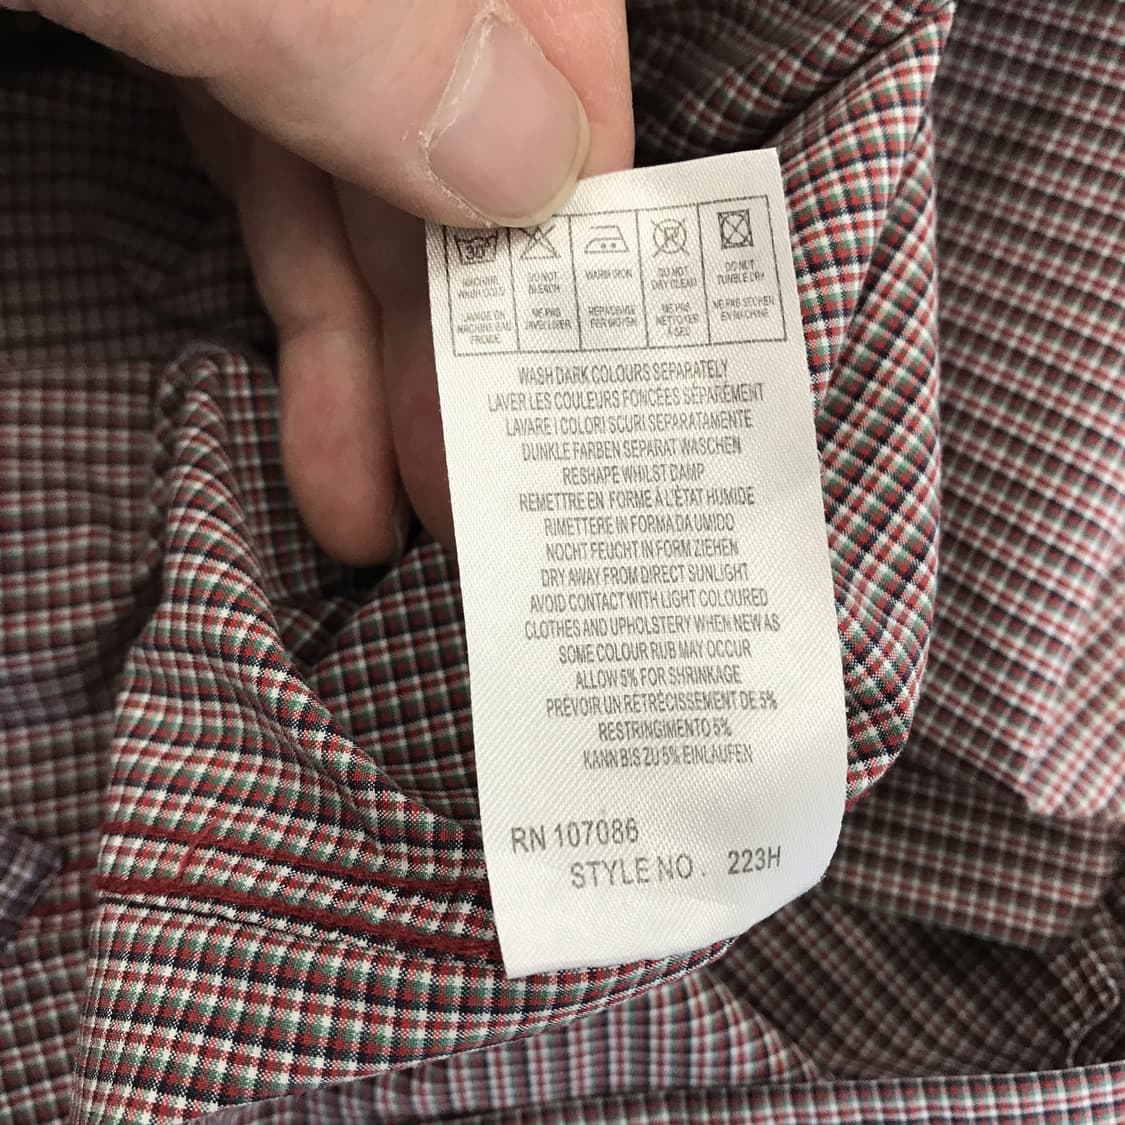 30°
P
MACHINE
WASH COLD
DO NOT
BLEACH
WARM IRON
DO NOT
DRY CLEAN
DO NOT
TUMBLE DRY
LAVAGE EN
MACHINE EAU
FROIDE
NE PAS
JAVELLISER
REPASSAGE
FER MOYEN
NE PAS
NETTOYER
À SEC
NE PAS SECHER
EN MACHINE
WASH DARK COLOURS SEPARATELY
LAVER LES COULEURS FONCÉES SÉPARÉMENT
LAVARE I COLORI SCURI SEPARATAMENTE
DUNKLE FARBEN SEPARAT WASCHEN
RESHAPE WHILST DAMP
REMETTRE EN FORME À L'ÉTAT HUMIDE
RIMETTERE IN FORMA DA UMIDO
NOCHT FEUCHT IN FORM ZIEHEN
DRY AWAY FROM DIRECT SUNLIGHT
AVOID CONTACT WITH LIGHT COLOURED
CLOTHES AND UPHOLSTERY WHEN NEW AS
SOME COLOUR RUB MAY OCCUR
ALLOW 5% FOR SHRINKAGE
PRÉVOIR UN RÉTRÉCISSEMENT DE 5%
RESTRINGIMENTO 5%
KANN BIS ZU 5% EINLAUFEN
RN 107086
STYLE NO. 223H